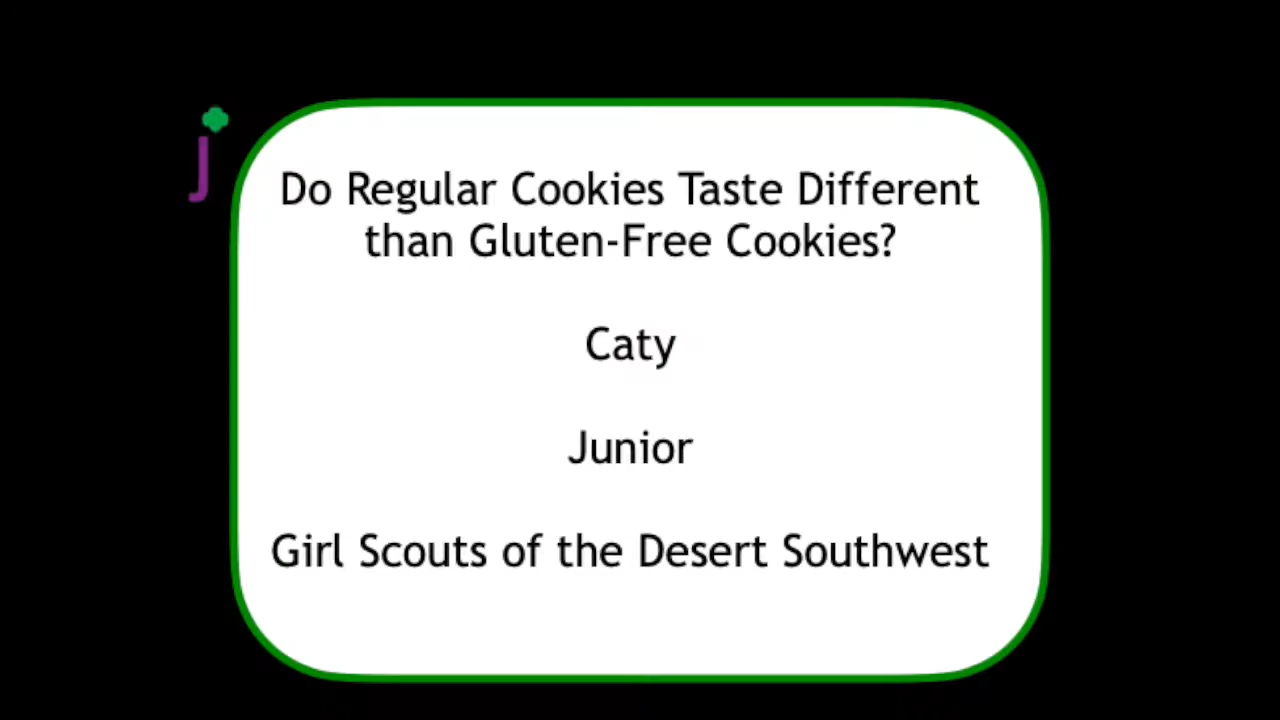 j
Do Regular Cookies Taste Different
than Gluten-Free Cookies?
Caty
Junior
Girl Scouts of the Desert Southwest